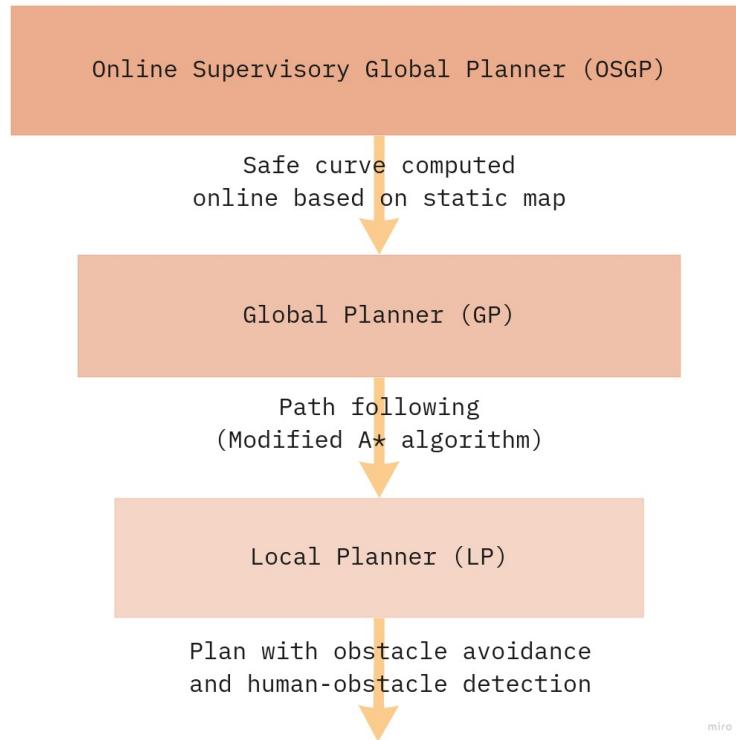 Online Supervisory Global Planner (OSGP)
Safe curve computed
online based on static map
Global Planner (GP)
Path following
(Modified A* algorithm)
Local Planner (LP)
Plan with obstacle avoidance
and human-obstacle detection
miro